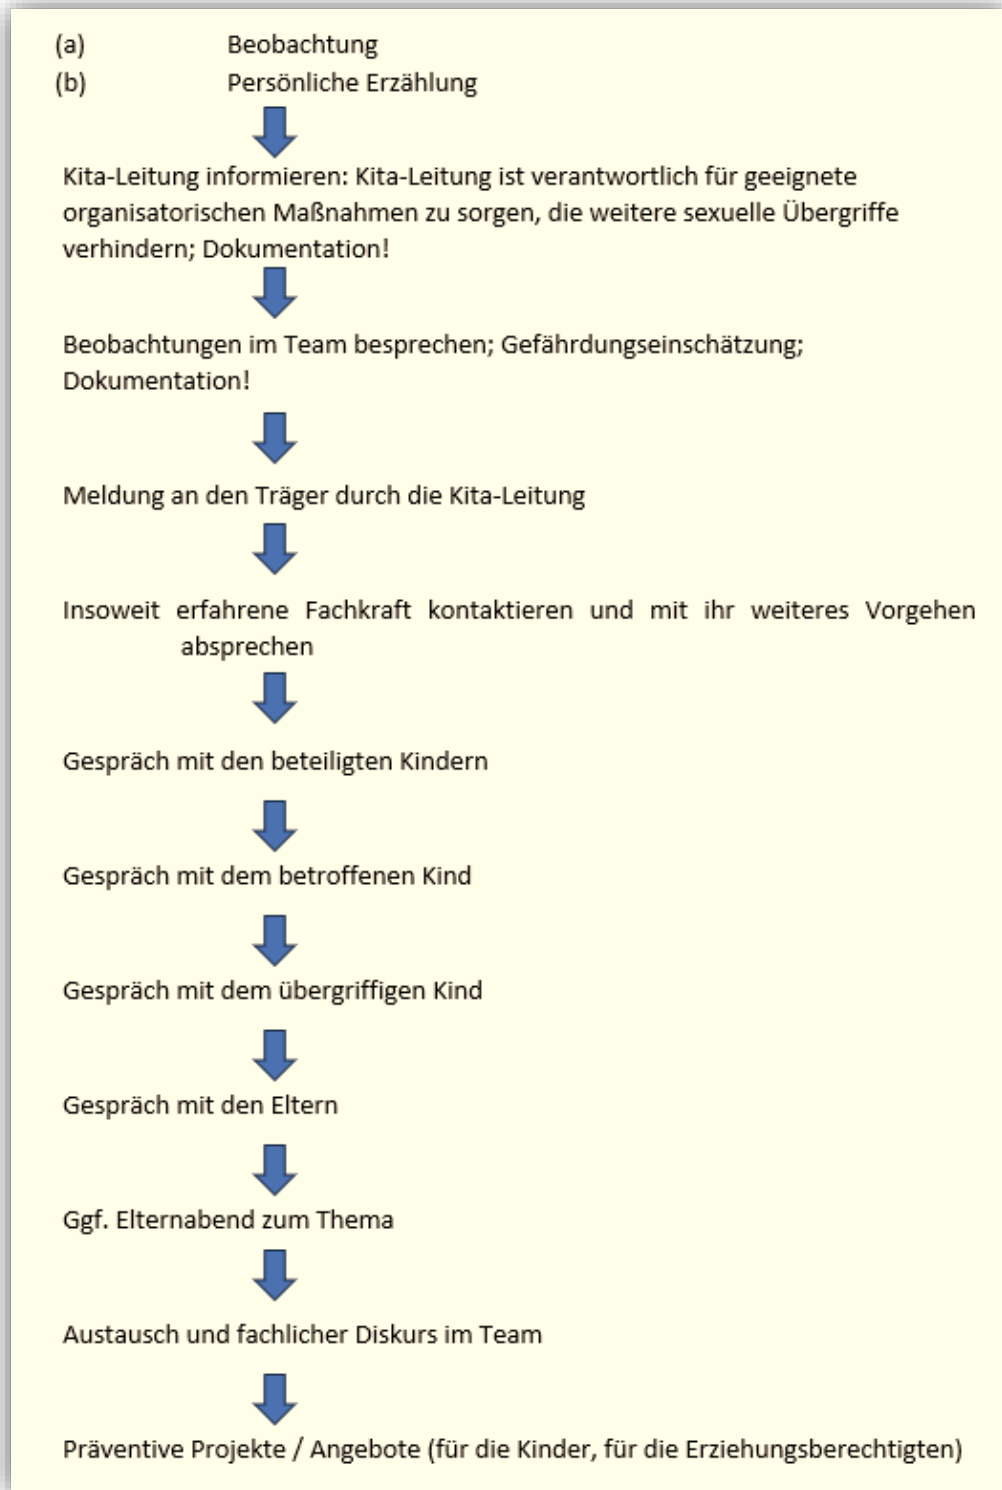 (a) Beobachtung
(b) Persönliche Erzählung
Kita-Leitung informieren: Kita-Leitung ist verantwortlich für geeignete
organisatorischen Maßnahmen zu sorgen, die weitere sexuelle Übergriffe
verhindern; Dokumentation!
Beobachtungen im Team besprechen; Gefährdungseinschätzung;
Dokumentation!
Meldung an den Träger durch die Kita-Leitung
Insoweit erfahrene Fachkraft kontaktieren und mit ihr weiteres Vorgehen
absprechen
Gespräch mit den beteiligten Kindern
Gespräch mit dem betroffenen Kind
Gespräch mit dem übergriffigen Kind
Gespräch mit den Eltern
Ggf. Elternabend zum Thema
Austausch und fachlicher Diskurs im Team
Präventive Projekte / Angebote (für die Kinder, für die Erziehungsberechtigten)